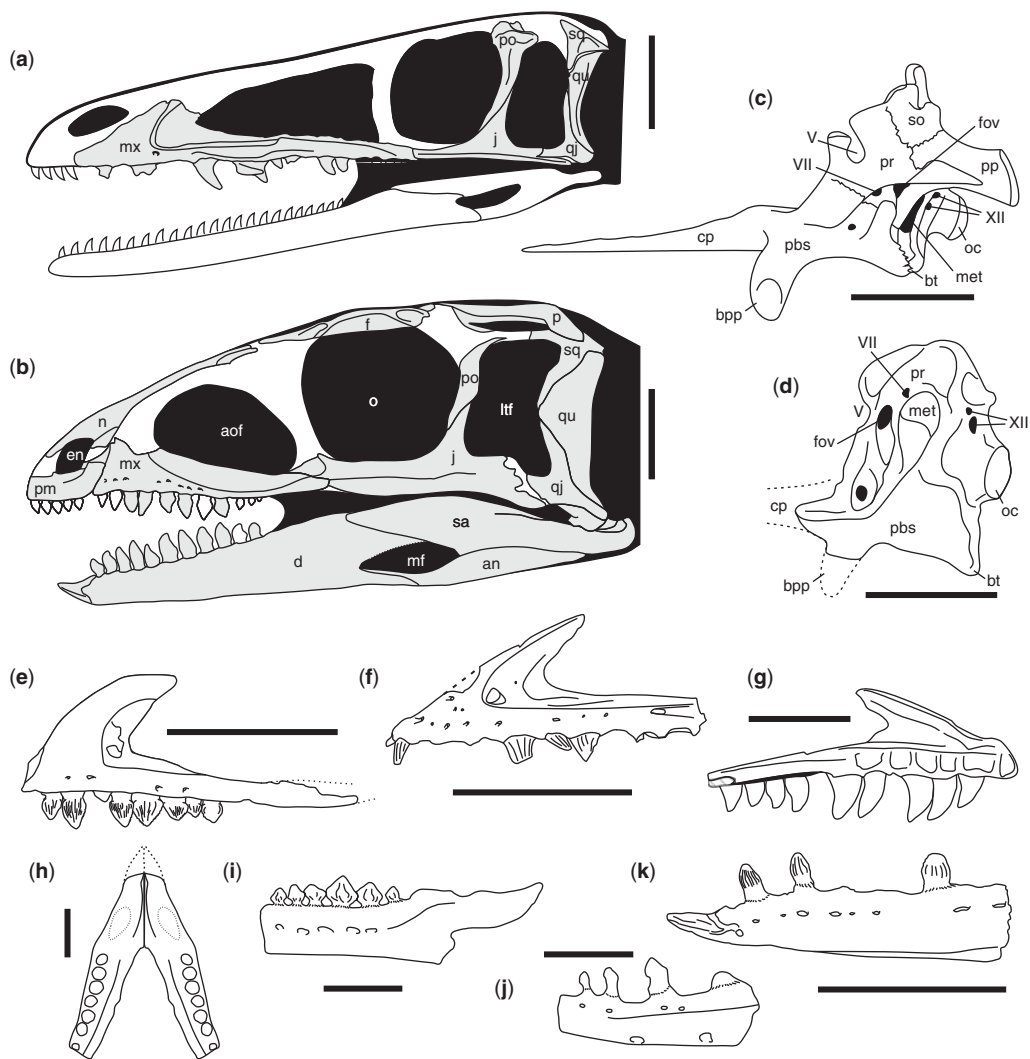 (a)
po
sq
qu
mx
j
qj
(c)
so
fov
V
pr
VII
pp
XII
cp
pbs
oc
met
bt
bpp
(b)
f
p
sq
po
n
o
ltf
qu
aof
en
mx
j
pm
qj
sa
d
mf
an
(d)
VII
pr
V
met
XII
fov
cp
oc
pbs
bpp
bt
(e)
(f)
(g)
(h)
(i)
(k)
(j)